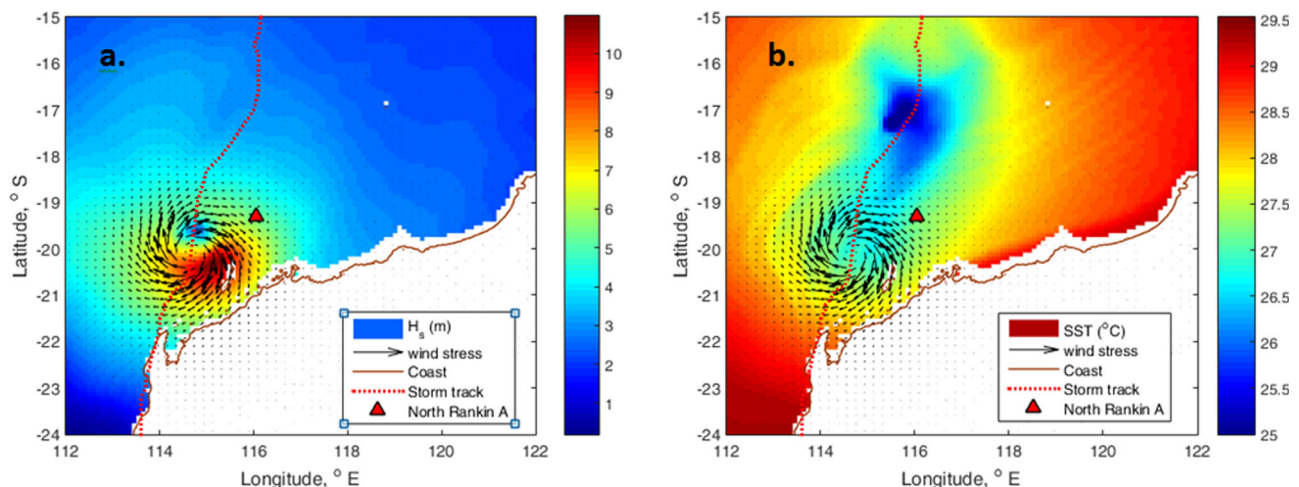 a.
-15
-16
-17
-18
-19
-20
-21
-22
-23
-24
Latitude, ° S
112 114 116 118 120 122
Longitude, ° E
H_s (m)
wind stress
Coast
Storm track
North Rankin A
10
9
8
7
6
5
4
3
2
1
b.
-15
-16
-17
-18
-19
-20
-21
-22
-23
-24
Latitude, ° S
112 114 116 118 120 122
Longitude, ° E
SST (°C)
wind stress
Coast
Storm track
North Rankin A
29.5
29
28.5
28
27.5
27
26.5
26
25.5
25